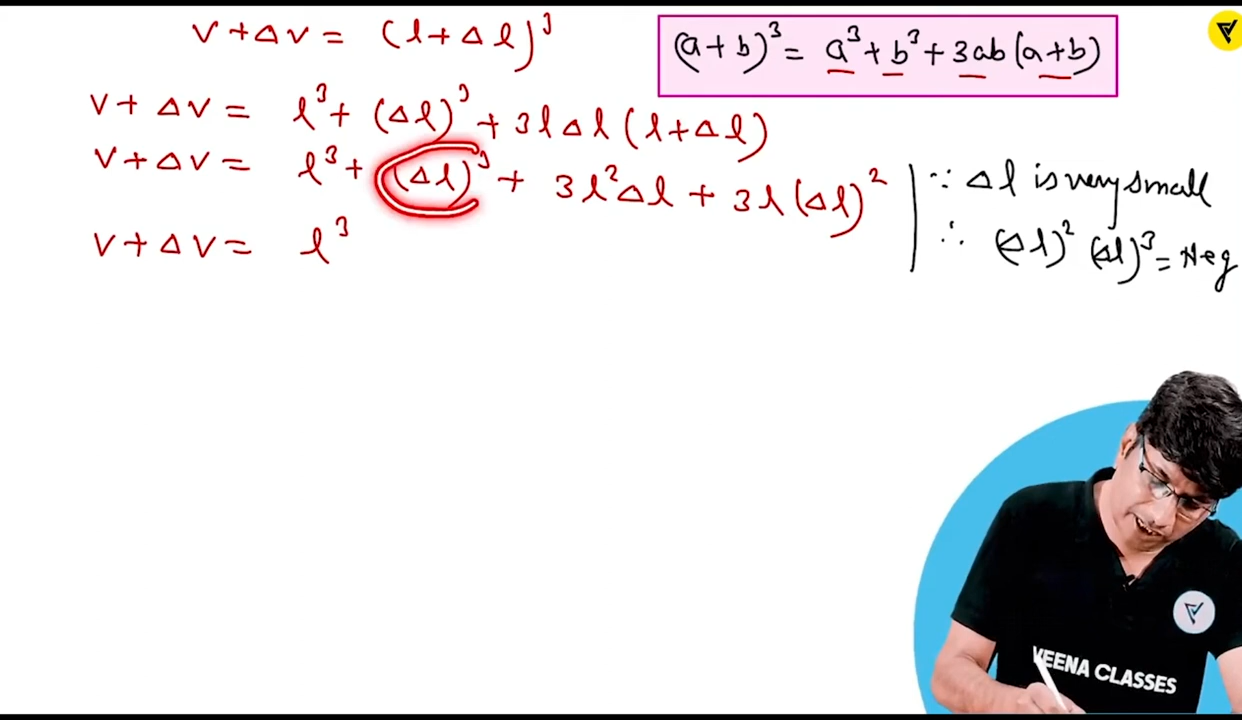 V + ΔV = (l + Δl)³
(a + b)³ = a³ + b³ + 3ab(a + b)
V + ΔV = l³ + (Δl)³ + 3lΔl(l + Δl)
V + ΔV = l³ + (Δl)³ + 3l²Δl + 3l(Δl)²
∵ Δl is very small
∴ (Δl)² (Δl)³ = Neg
V + ΔV = l³
VEENA CLASSES